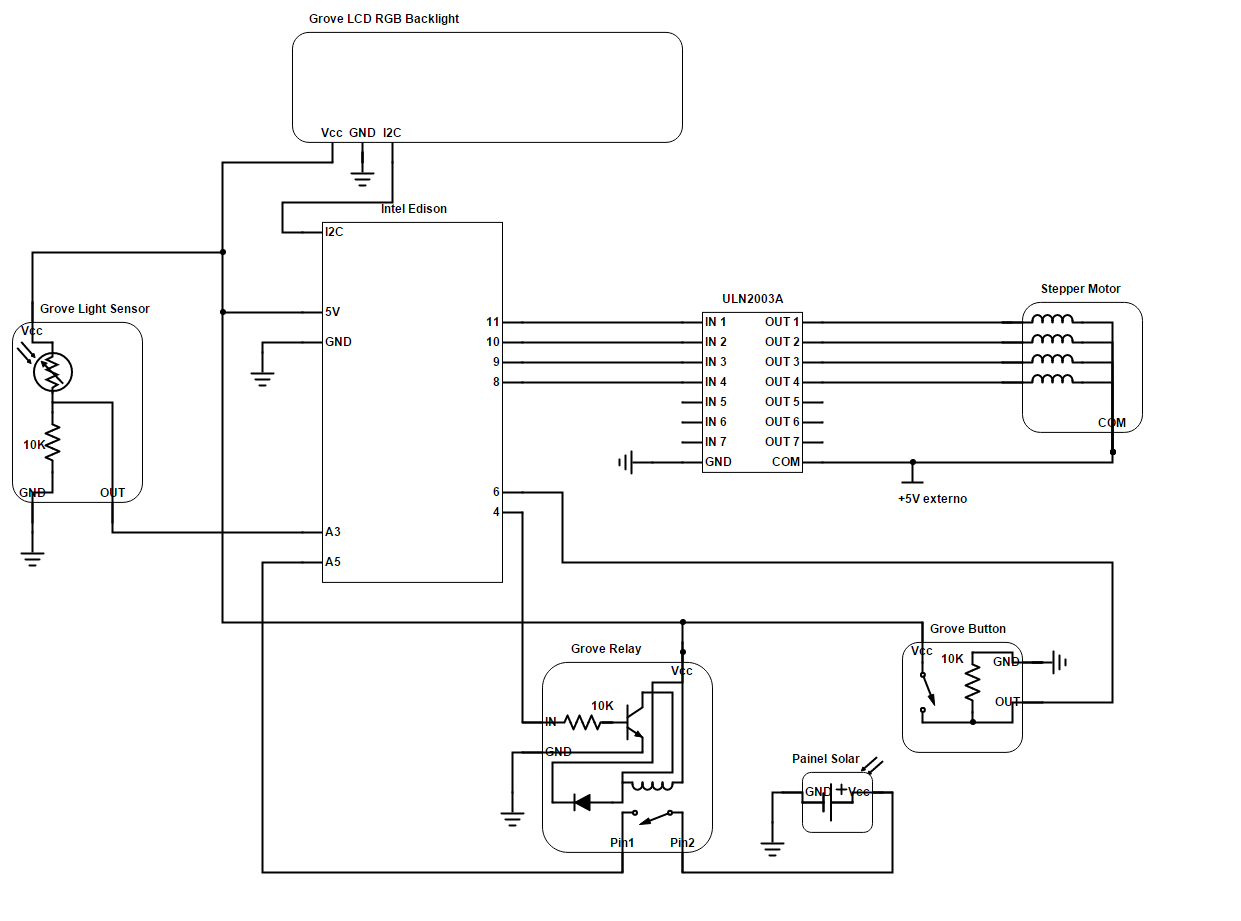 Grove LCD RGB Backlight
Vcc GND I2C
Intel Edison
I2C
5V
GND
A3
A5
11
10
9
8
6
4
Grove Light Sensor
Vcc
10K
GND
OUT
ULN2003A
IN 1
IN 2
IN 3
IN 4
IN 5
IN 6
IN 7
GND
OUT 1
OUT 2
OUT 3
OUT 4
OUT 5
OUT 6
OUT 7
COM
+5V externo
Stepper Motor
COM
Grove Relay
Vcc
10K
IN
GND
Pin1
Pin2
Grove Button
Vcc
10K
GND
OUT
Painel Solar
GND
+
Vcc